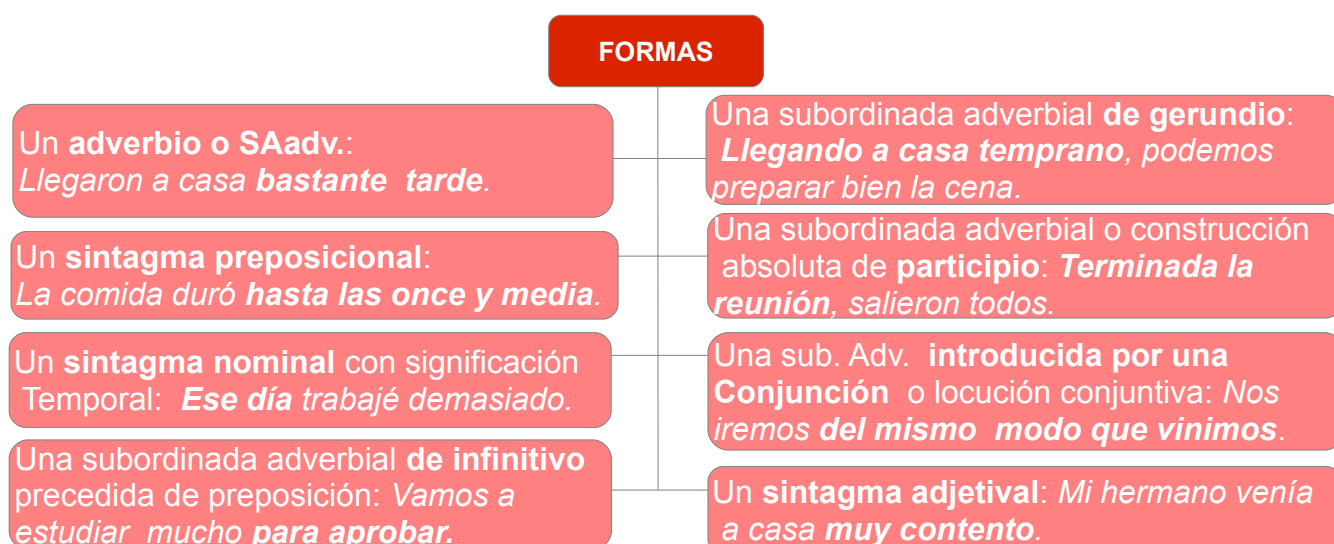 FORMAS
Un adverbio o SAadv.:
Llegaron a casa bastante tarde.
Un sintagma preposicional:
La comida duró hasta las once y media.
Un sintagma nominal con significación
Temporal: Ese día trabajé demasiado.
Una subordinada adverbial de infinitivo
precedida de preposición: Vamos a
estudiar mucho para aprobar.
Una subordinada adverbial de gerundio:
Llegando a casa temprano, podemos
preparar bien la cena.
Una subordinada adverbial o construcción
absoluta de participio: Terminada la
reunión, salieron todos.
Una sub. Adv. introducida por una
Conjunción o locución conjuntiva: Nos
iremos del mismo modo que vinimos.
Un sintagma adjetival: Mi hermano venía
a casa muy contento.